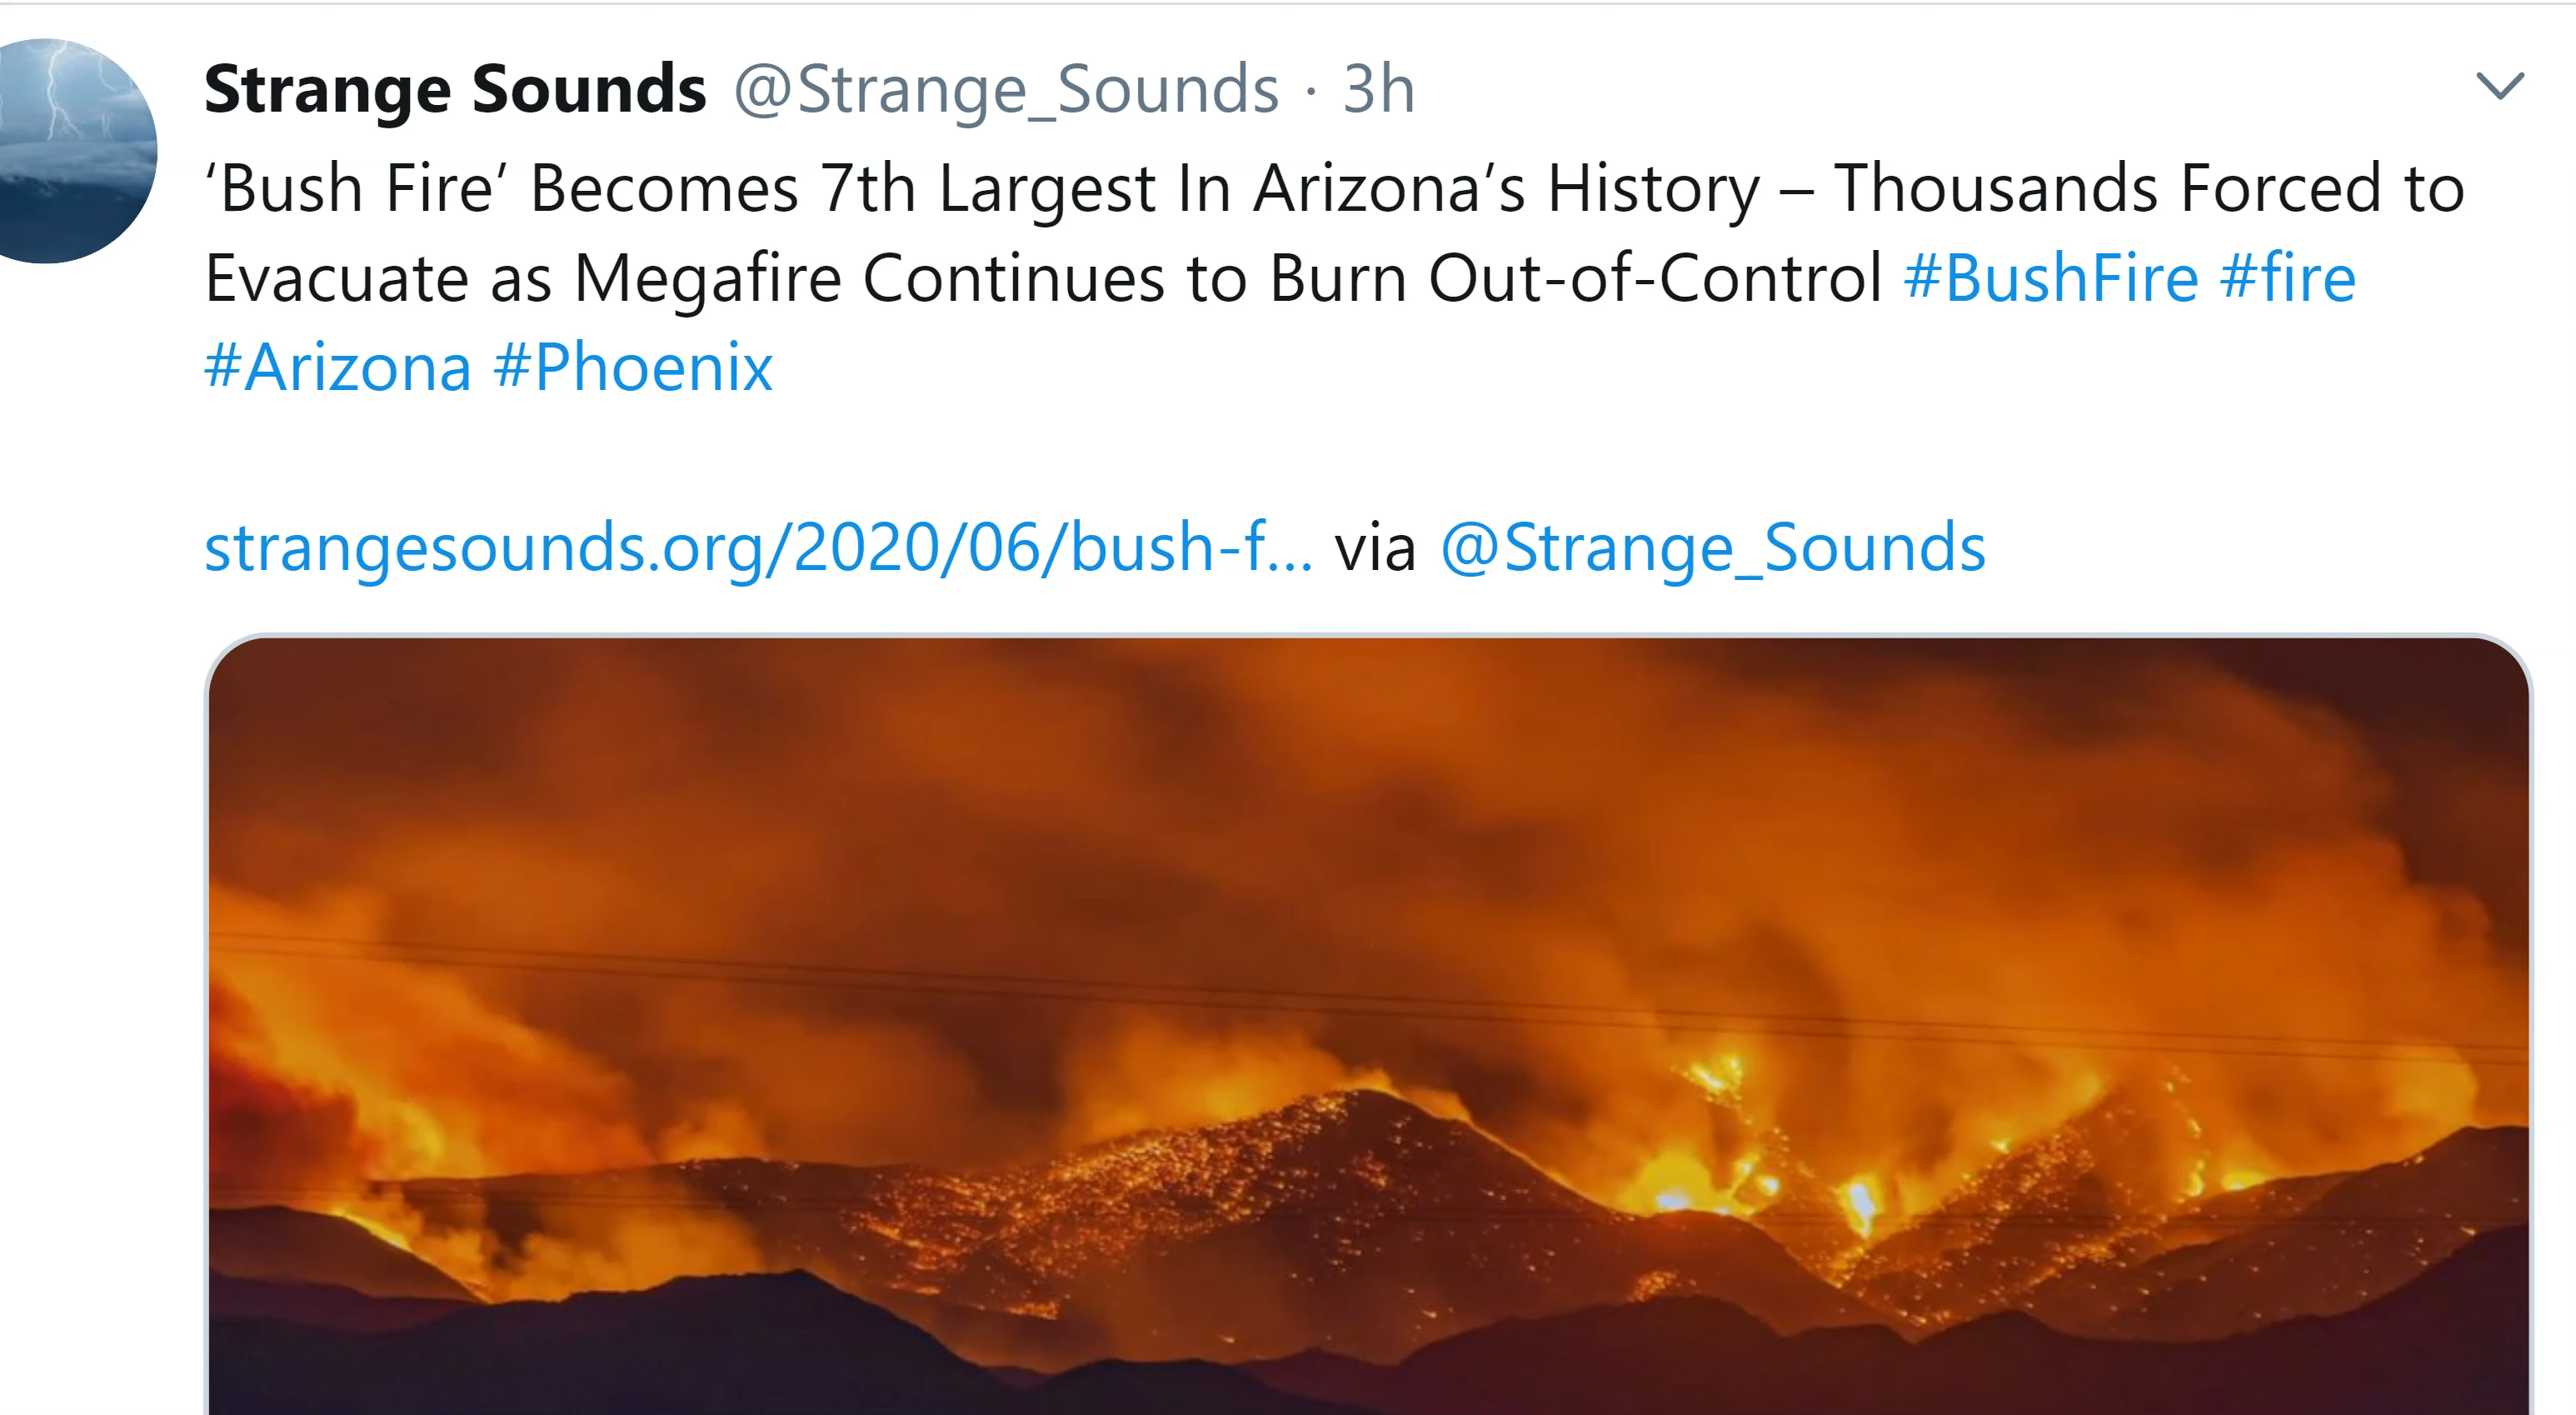 Strange Sounds @Strange_Sounds · 3h
‘Bush Fire’ Becomes 7th Largest In Arizona’s History – Thousands Forced to
Evacuate as Megafire Continues to Burn Out-of-Control #BushFire #fire
#Arizona #Phoenix
strangesounds.org/2020/06/bush-f... via @Strange_Sounds